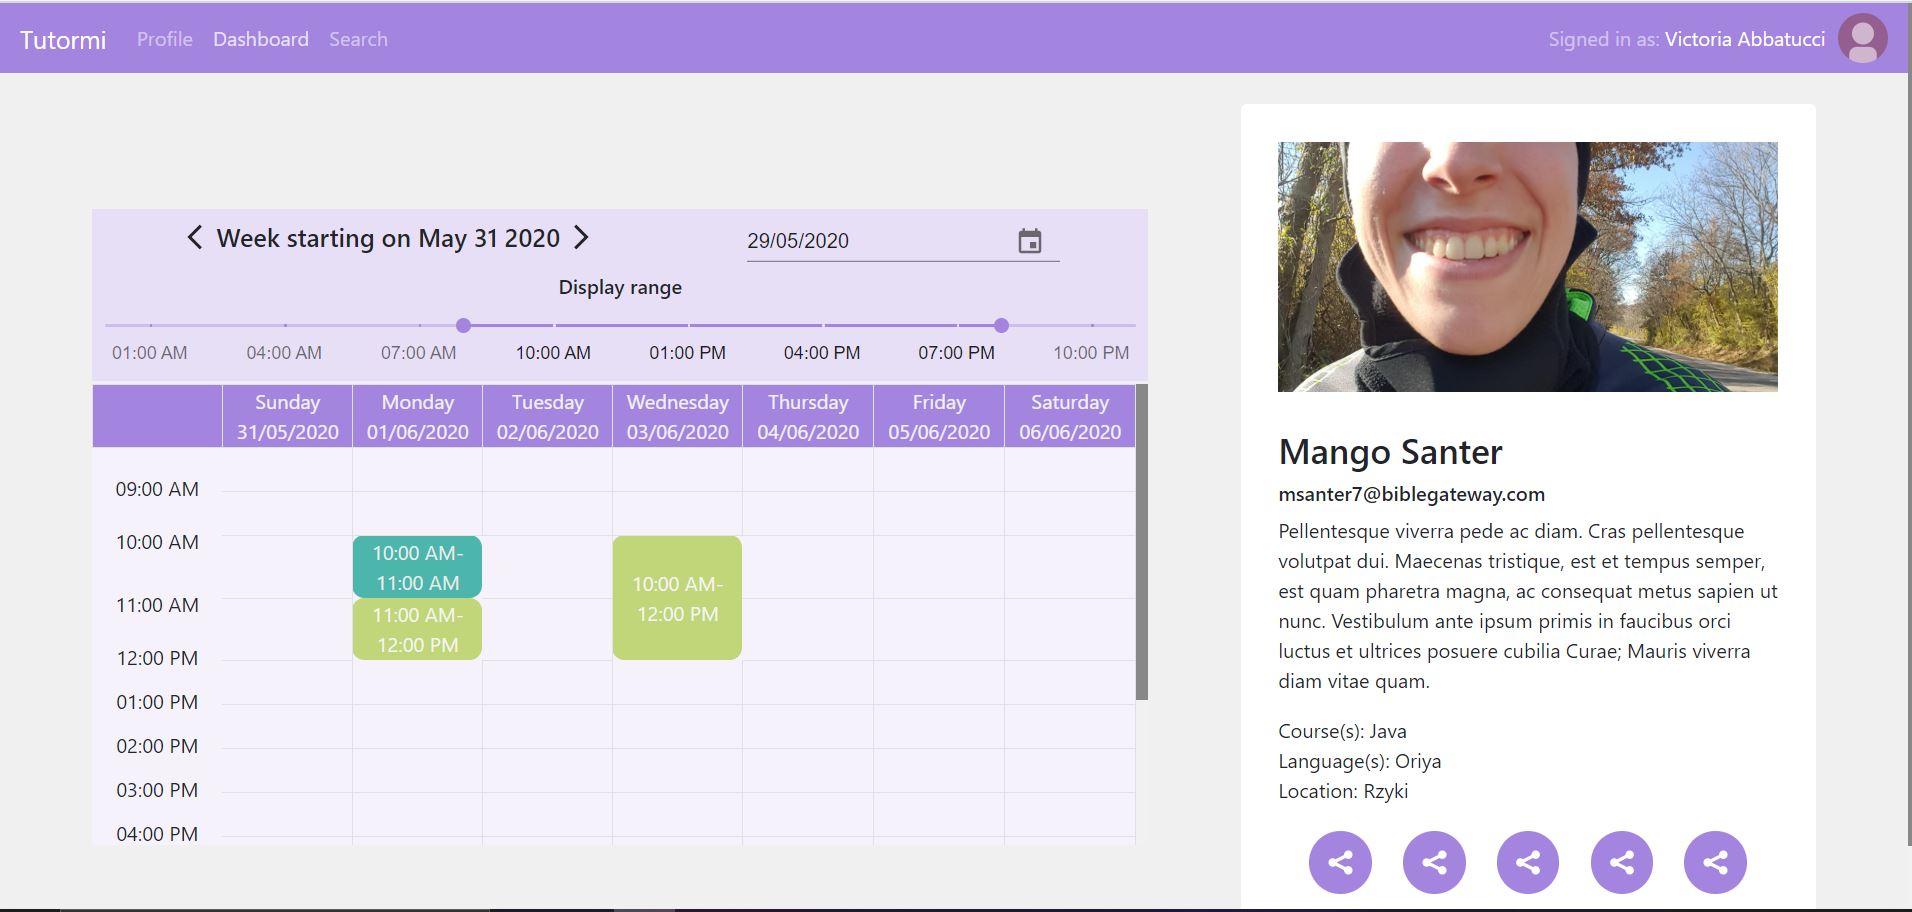 Tutormi Profile Dashboard Search Signed in as: Victoria Abbatucci
Week starting on May 31 2020 29/05/2020
Display range
01:00 AM 04:00 AM 07:00 AM 10:00 AM 01:00 PM 04:00 PM 07:00 PM 10:00 PM
Sunday Monday Tuesday Wednesday Thursday Friday Saturday
31/05/2020 01/06/2020 02/06/2020 03/06/2020 04/06/2020 05/06/2020 06/06/2020
09:00 AM
10:00 AM
10:00 AM-
11:00 AM
10:00 AM-
12:00 PM
11:00 AM
11:00 AM-
12:00 PM
12:00 PM
01:00 PM
02:00 PM
03:00 PM
04:00 PM
Mango Santer
msanter7@biblegateway.com
Pellentesque viverra pede ac diam. Cras pellentesque
volutpat dui. Maecenas tristique, est et tempus semper,
est quam pharetra magna, ac consequat metus sapien ut
nunc. Vestibulum ante ipsum primis in faucibus orci
luctus et ultrices posuere cubilia Curae; Mauris viverra
diam vitae quam.
Course(s): Java
Language(s): Oriya
Location: Rzyki